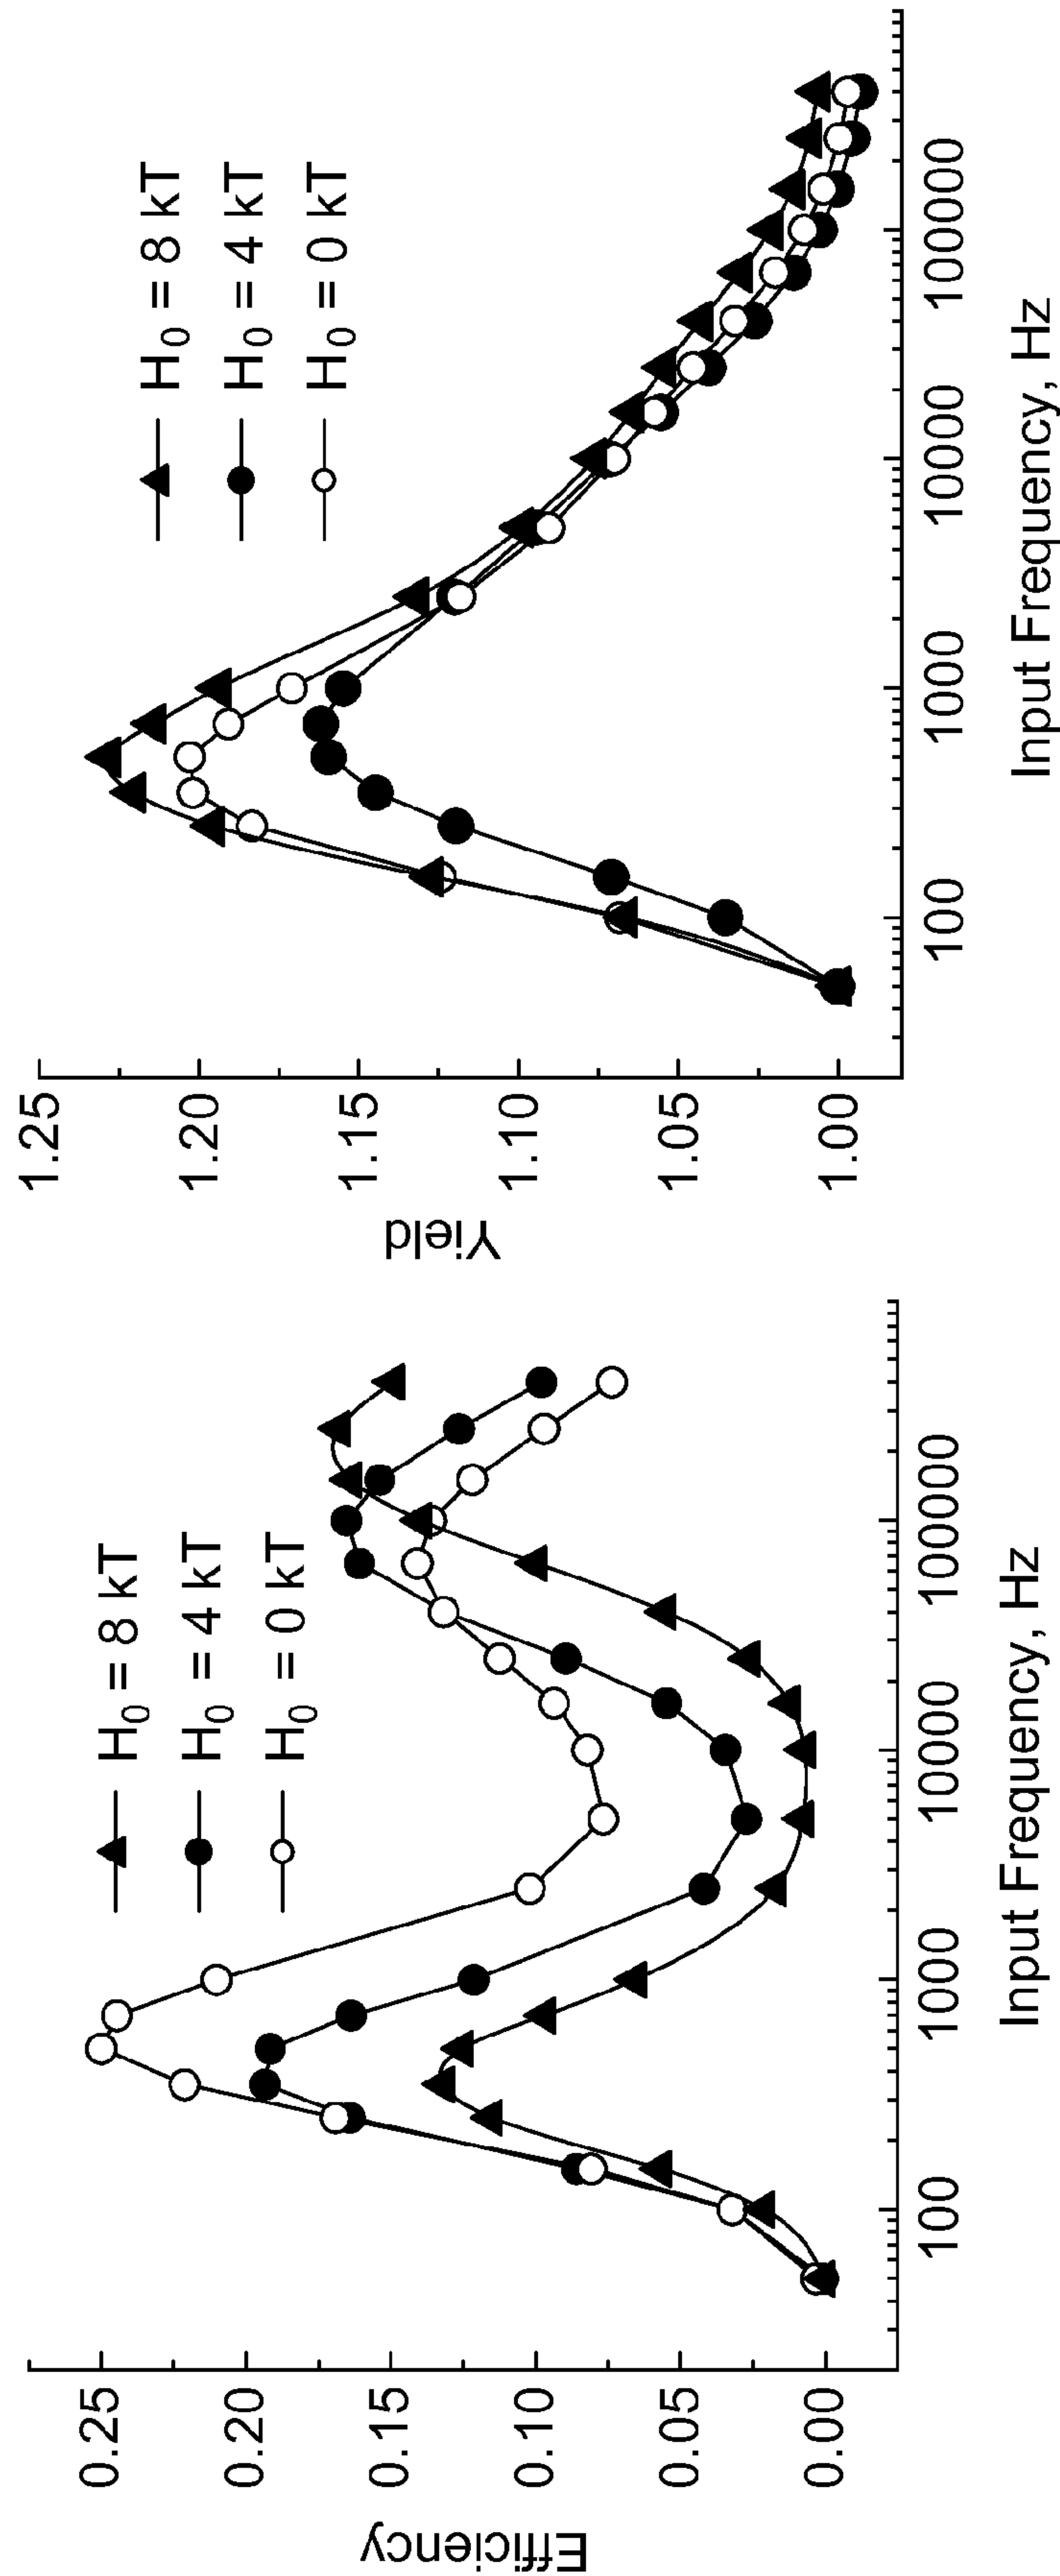 Efficiency
0.25
0.20
0.15
0.10
0.05
0.00
H₀ = 8 kT
H₀ = 4 kT
H₀ = 0 kT
100
1000
10000
100000
Input Frequency, Hz
Yield
1.25
1.20
1.15
1.10
1.05
1.00
H₀ = 8 kT
H₀ = 4 kT
H₀ = 0 kT
100
1000
10000
100000
Input Frequency, Hz